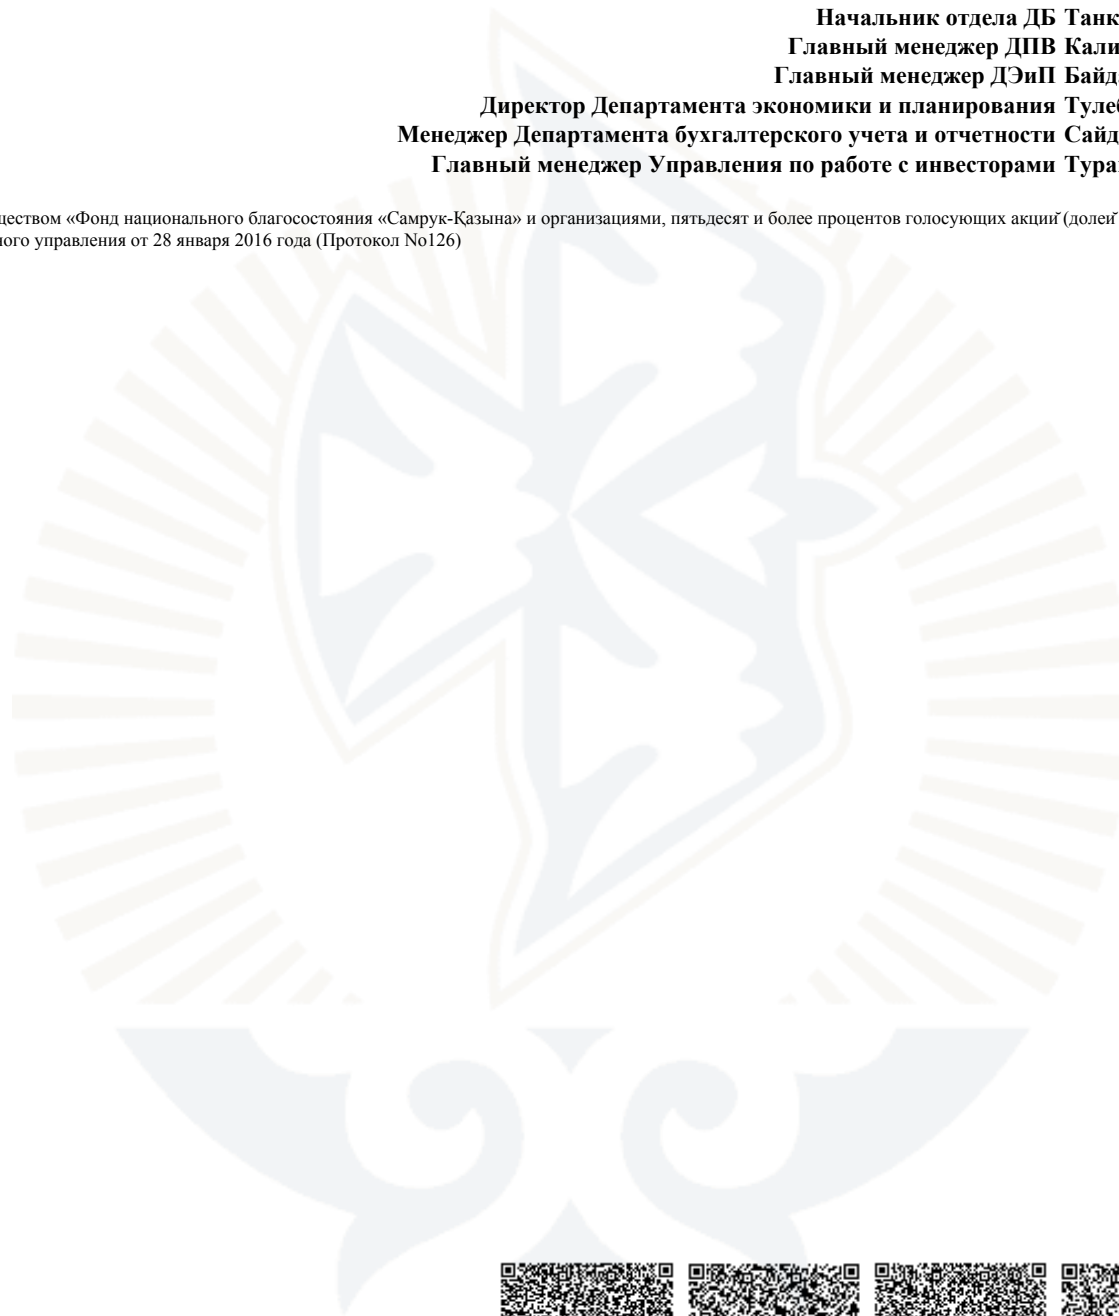 Начальник отдела ДБ Танк
Главный менеджер ДПВ Кали
Главный менеджер ДЭиП Байд
Директор Департамента экономики и планирования Тулеб
Менеджер Департамента бухгалтерского учета и отчетности Сайд
Главный менеджер Управления по работе с инвесторами Тура
ществом «Фонд национального благосостояния «Самрук-Қазына» и организациями, пятьдесят и более процентов голосующих акций (долей
ного управления от 28 января 2016 года (Протокол No126)